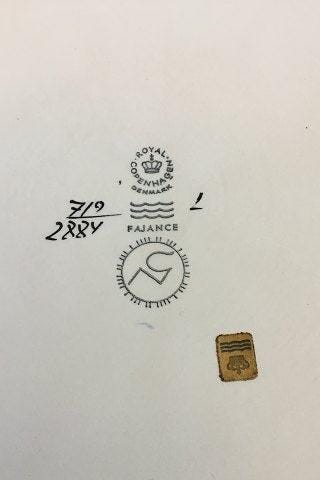 ROYAL COPENHAGEN
DENMARK
719
2884
1
FAJANCE